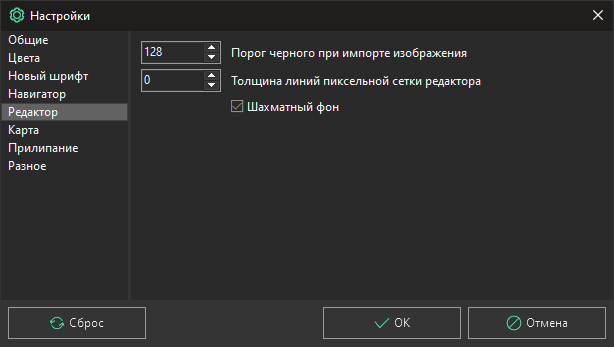 Настройки
Общие
Цвета
Новый шрифт
Навигатор
Редактор
Карта
Прилипание
Разное
128 Порог черного при импорте изображения
0 Толщина линий пиксельной сетки редактора
Шахматный фон
Сброс
OK
Отмена